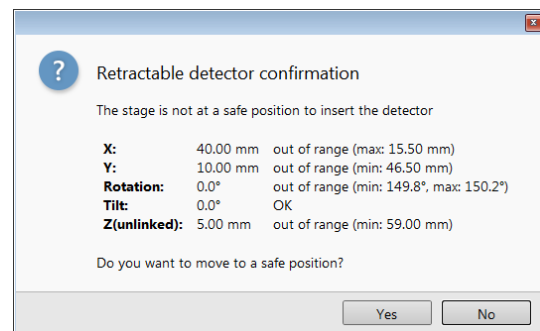 ?
Retractable detector confirmation
The stage is not at a safe position to insert the detector
X: 40.00 mm out of range (max: 15.50 mm)
Y: 10.00 mm out of range (min: 46.50 mm)
Rotation: 0.0° out of range (min: 149.8°, max: 150.2°)
Tilt: 0.0° OK
Z(unlinked): 5.00 mm out of range (min: 59.00 mm)
Do you want to move to a safe position?
Yes No